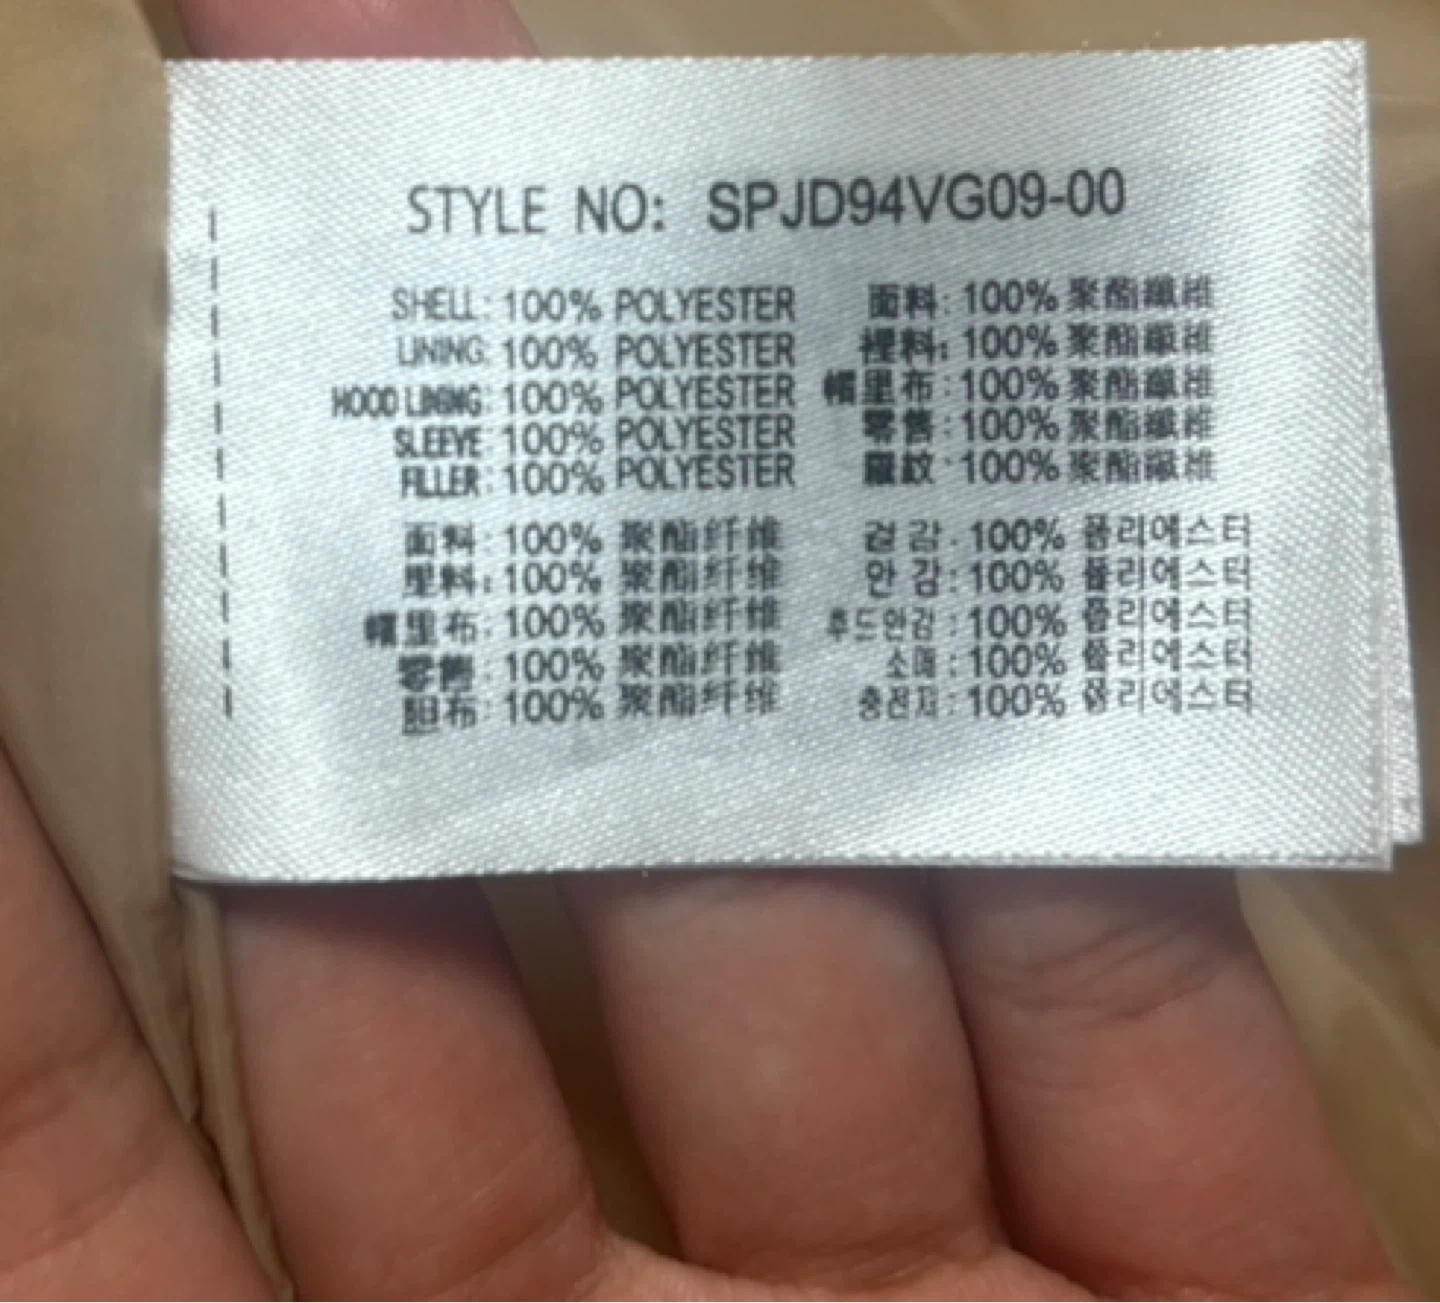 STYLE NO: SPJD94VG09-00
SHELL: 100% POLYESTER
LINING: 100% POLYESTER
HOOD LINING: 100% POLYESTER
SLEEVE: 100% POLYESTER
FILLER: 100% POLYESTER
面料: 100% 聚酯纖維
裡料: 100% 聚酯纖維
帽里布: 100% 聚酯纖維
零售: 100% 聚酯纖維
100% 聚酯纖維
面料: 100% 聚酯纤维
里料: 100% 聚酯纤维
帽里布: 100% 聚酯纤维
零售: 100% 聚酯纤维
胆布: 100% 聚酯纤维
겉 감: 100% 폴리에스터
안 감: 100% 폴리에스터
후드안감: 100% 폴리에스터
소매: 100% 폴리에스터
충전지: 100% 폴리에스터